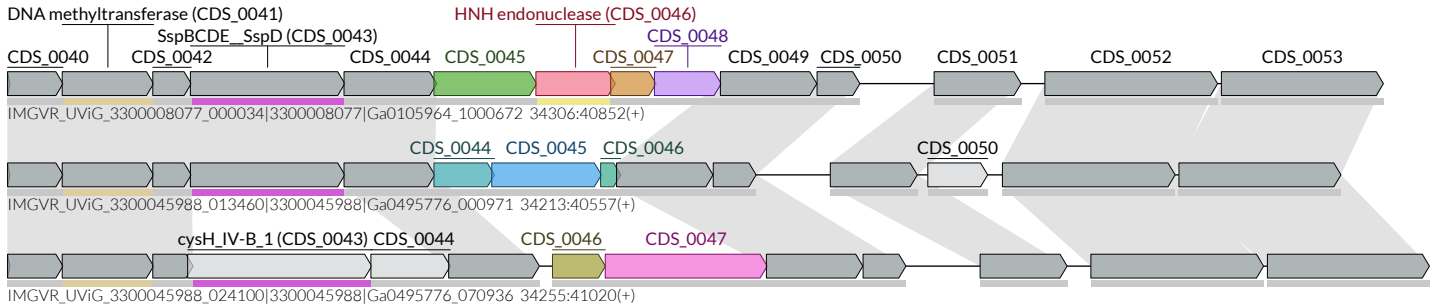 DNA methyltransferase (CDS_0041) HNH endonuclease (CDS_0046)
SspBCDE__SspD (CDS_0043) CDS_0048
CDS_0040 CDS_0042 CDS_0044 CDS_0045 CDS_0047 CDS_0049 CDS_0050 CDS_0051 CDS_0052 CDS_0053
IMGVR_UViG_3300008077_000034|3300008077|Ga0105964_1000672 34306:40852(+)
CDS_0044 CDS_0045 CDS_0046 CDS_0050
IMGVR_UViG_3300045988_013460|3300045988|Ga0495776_000971 34213:40557(+)
cysH_IV-B_1 (CDS_0043) CDS_0044 CDS_0046 CDS_0047
IMGVR_UViG_3300045988_024100|3300045988|Ga0495776_070936 34255:41020(+)